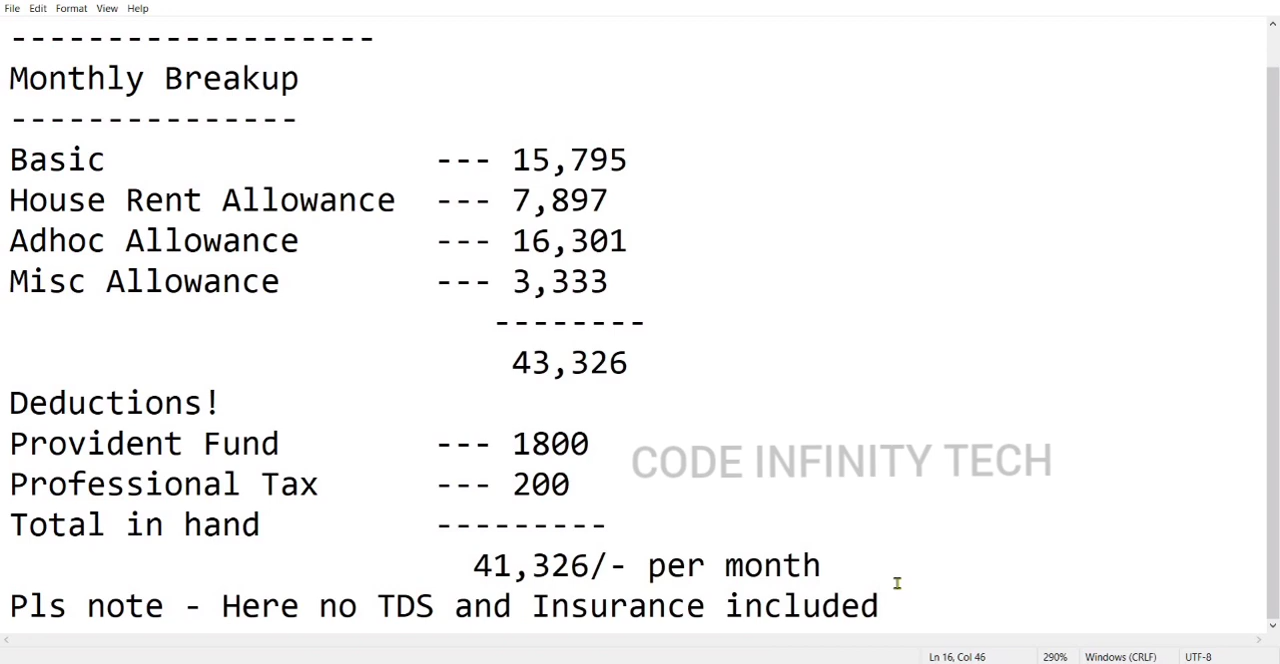 File Edit Format View Help
-------------------
Monthly Breakup
---------------
Basic --- 15,795
House Rent Allowance --- 7,897
Adhoc Allowance --- 16,301
Misc Allowance --- 3,333
--------
43,326
Deductions!
Provident Fund --- 1800
CODE INFINITY TECH
Professional Tax --- 200
Total in hand ---------
41,326/- per month
Pls note - Here no TDS and Insurance included
Ln 16, Col 46 290% Windows (CRLF) UTF-8